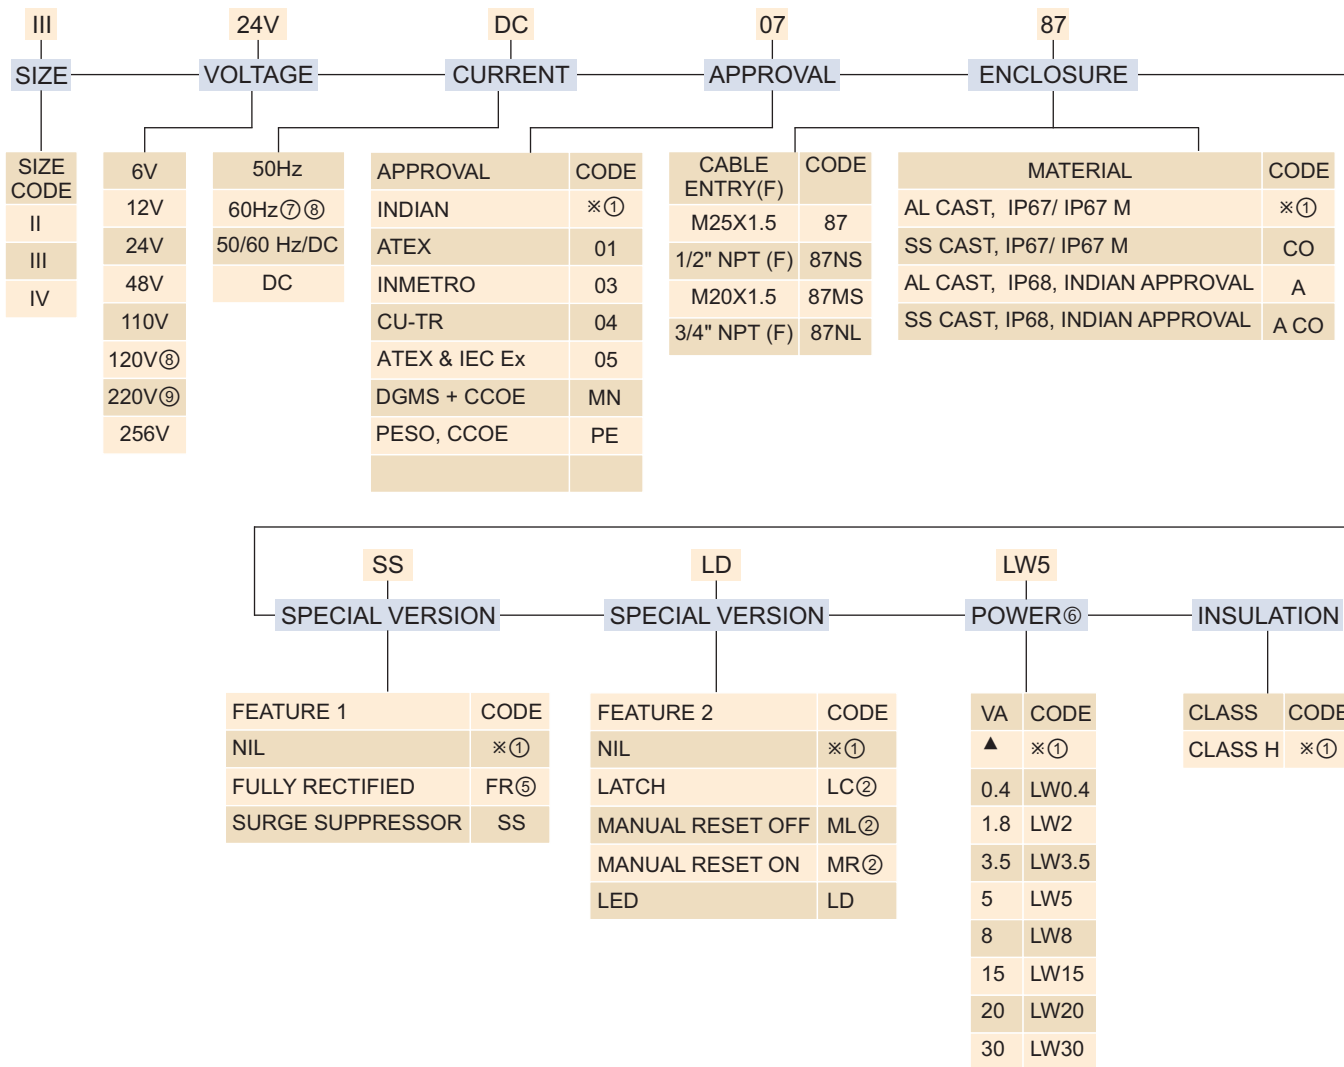 III 24V DC 07 87
SIZE VOLTAGE CURRENT APPROVAL ENCLOSURE
SIZE CODE
II
III
IV
6V
12V
24V
48V
110V
120V⑧
220V⑨
256V
50Hz
60Hz⑦⑧
50/60 Hz/DC
DC
APPROVAL CODE
INDIAN ※①
ATEX 01
INMETRO 03
CU-TR 04
ATEX & IEC Ex 05
DGMS + CCOE MN
PESO, CCOE PE
CABLE ENTRY(F) CODE
M25X1.5 87
1/2" NPT (F) 87NS
M20X1.5 87MS
3/4" NPT (F) 87NL
MATERIAL CODE
AL CAST, IP67/ IP67 M ※①
SS CAST, IP67/ IP67 M CO
AL CAST, IP68, INDIAN APPROVAL A
SS CAST, IP68, INDIAN APPROVAL A CO
SS LD LW5
SPECIAL VERSION SPECIAL VERSION POWER⑥ INSULATION
FEATURE 1 CODE
NIL ※①
FULLY RECTIFIED FR⑤
SURGE SUPPRESSOR SS
FEATURE 2 CODE
NIL ※①
LATCH LC②
MANUAL RESET OFF ML②
MANUAL RESET ON MR②
LED LD
VA CODE
▲ ※①
0.4 LW0.4
1.8 LW2
3.5 LW3.5
5 LW5
8 LW8
15 LW15
20 LW20
30 LW30
CLASS CODE
CLASS H ※①